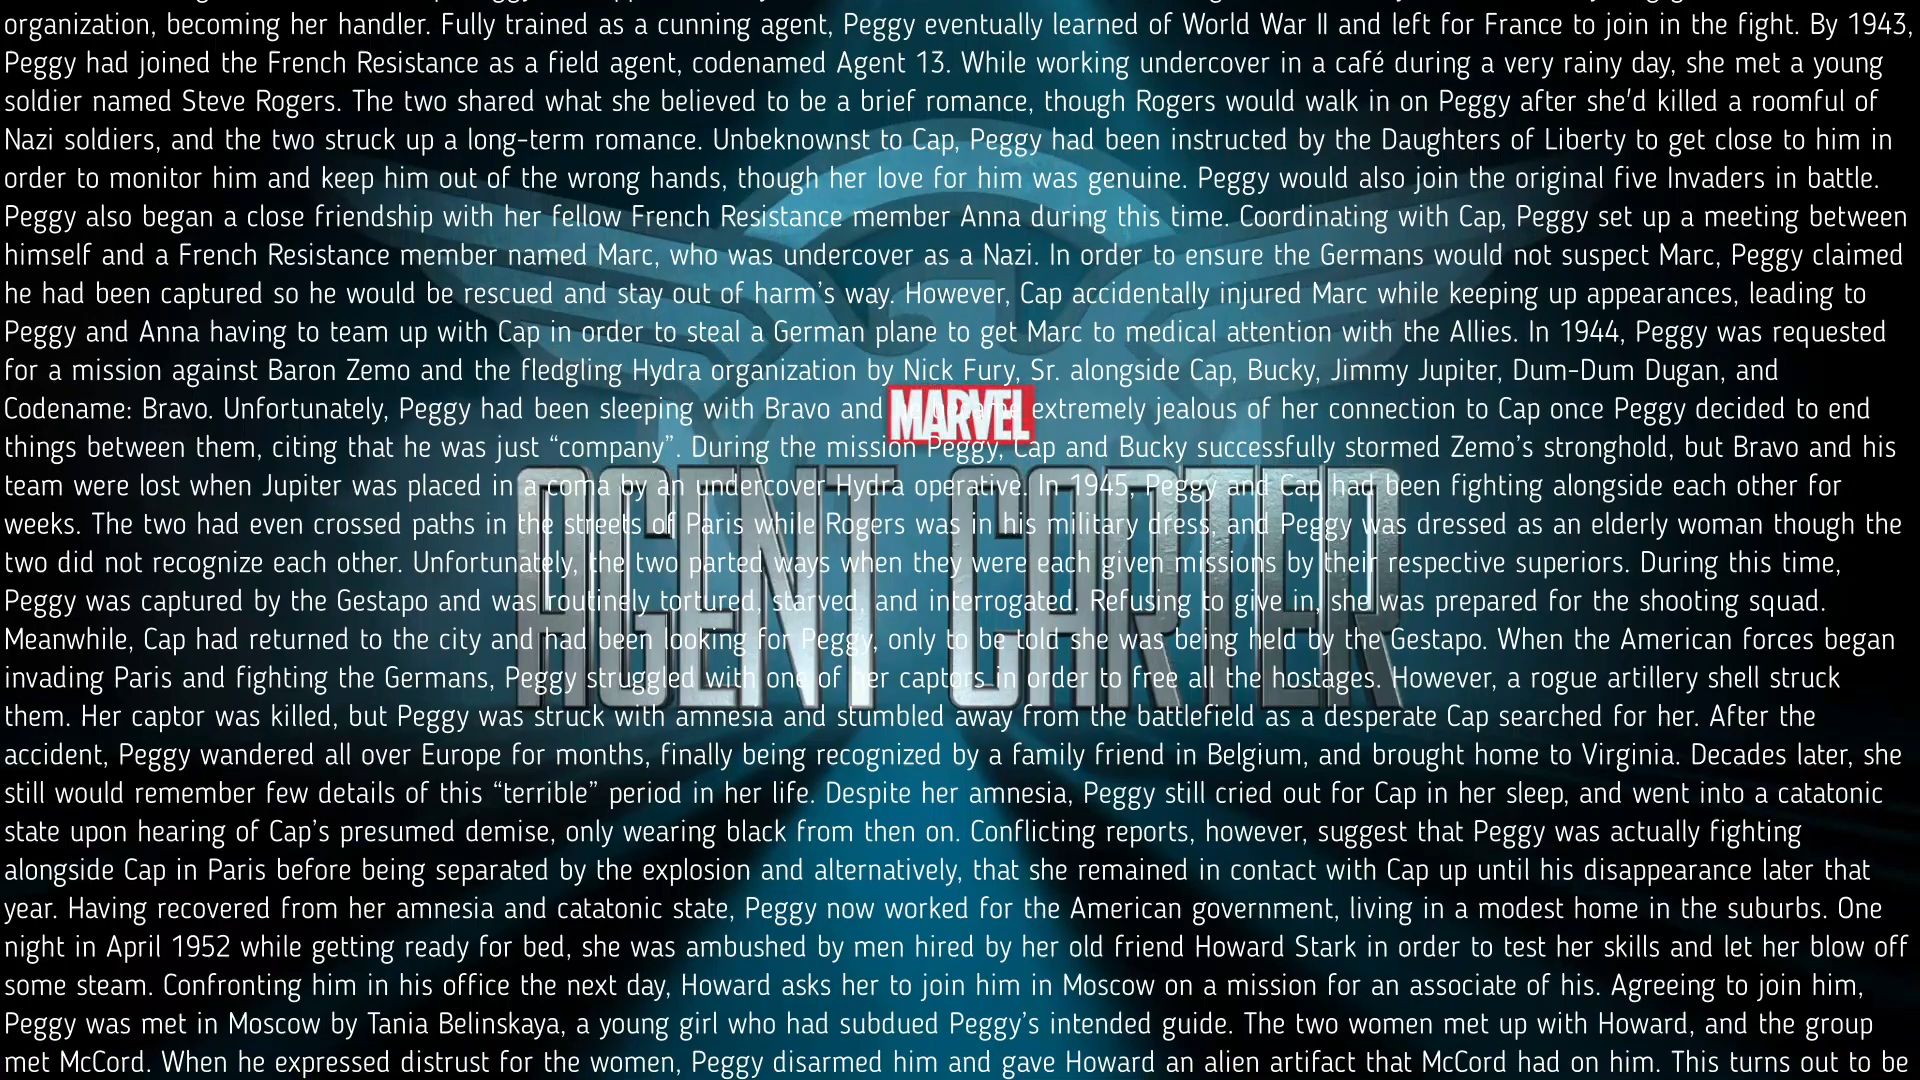 organization, becoming her handler. Fully trained as a cunning agent, Peggy eventually learned of World War II and left for France to join in the fight. By 1943,
Peggy had joined the French Resistance as a field agent, codenamed Agent 13. While working undercover in a café during a very rainy day, she met a young
soldier named Steve Rogers. The two shared what she believed to be a brief romance, though Rogers would walk in on Peggy after she'd killed a roomful of
Nazi soldiers, and the two struck up a long-term romance. Unbeknownst to Cap, Peggy had been instructed by the Daughters of Liberty to get close to him in
order to monitor him and keep him out of the wrong hands, though her love for him was genuine. Peggy would also join the original five Invaders in battle.
Peggy also began a close friendship with her fellow French Resistance member Anna during this time. Coordinating with Cap, Peggy set up a meeting between
himself and a French Resistance member named Marc, who was undercover as a Nazi. In order to ensure the Germans would not suspect Marc, Peggy claimed
he had been captured so he would be rescued and stay out of harm's way. However, Cap accidentally injured Marc while keeping up appearances, leading to
Peggy and Anna having to team up with Cap in order to steal a German plane to get Marc to medical attention with the Allies. In 1944, Peggy was requested
for a mission against Baron Zemo and the fledgling Hydra organization by Nick Fury, Sr. alongside Cap, Bucky, Jimmy Jupiter, Dum-Dum Dugan, and
Codename: Bravo. Unfortunately, Peggy had been sleeping with Bravo and extremely jealous of her connection to Cap once Peggy decided to end
MARVEL
things between them, citing that he was just “company”. During the mission Peggy, Cap and Bucky successfully stormed Zemo's stronghold, but Bravo and his
team were lost when Jupiter was placed in a coma by an undercover Hydra operative. In 1945, Peggy and Cap had been fighting alongside each other for
weeks. The two had even crossed paths in the streets of Paris while Rogers was in his military dress, and Peggy was dressed as an elderly woman though the
two did not recognize each other. Unfortunately, the two parted ways when they were each given missions by their respective superiors. During this time,
AGENT CARTER
Peggy was captured by the Gestapo and was routinely tortured, starved, and interrogated. Refusing to give in, she was prepared for the shooting squad.
Meanwhile, Cap had returned to the city and had been looking for Peggy, only to be told she was being held by the Gestapo. When the American forces began
invading Paris and fighting the Germans, Peggy struggled with one of her captors in order to free all the hostages. However, a rogue artillery shell struck
them. Her captor was killed, but Peggy was struck with amnesia and stumbled away from the battlefield as a desperate Cap searched for her. After the
accident, Peggy wandered all over Europe for months, finally being recognized by a family friend in Belgium, and brought home to Virginia. Decades later, she
still would remember few details of this “terrible” period in her life. Despite her amnesia, Peggy still cried out for Cap in her sleep, and went into a catatonic
state upon hearing of Cap's presumed demise, only wearing black from then on. Conflicting reports, however, suggest that Peggy was actually fighting
alongside Cap in Paris before being separated by the explosion and alternatively, that she remained in contact with Cap up until his disappearance later that
year. Having recovered from her amnesia and catatonic state, Peggy now worked for the American government, living in a modest home in the suburbs. One
night in April 1952 while getting ready for bed, she was ambushed by men hired by her old friend Howard Stark in order to test her skills and let her blow off
some steam. Confronting him in his office the next day, Howard asks her to join him in Moscow on a mission for an associate of his. Agreeing to join him,
Peggy was met in Moscow by Tania Belinskaya, a young girl who had subdued Peggy's intended guide. The two women met up with Howard, and the group
met McCord. When he expressed distrust for the women, Peggy disarmed him and gave Howard an alien artifact that McCord had on him. This turns out to be